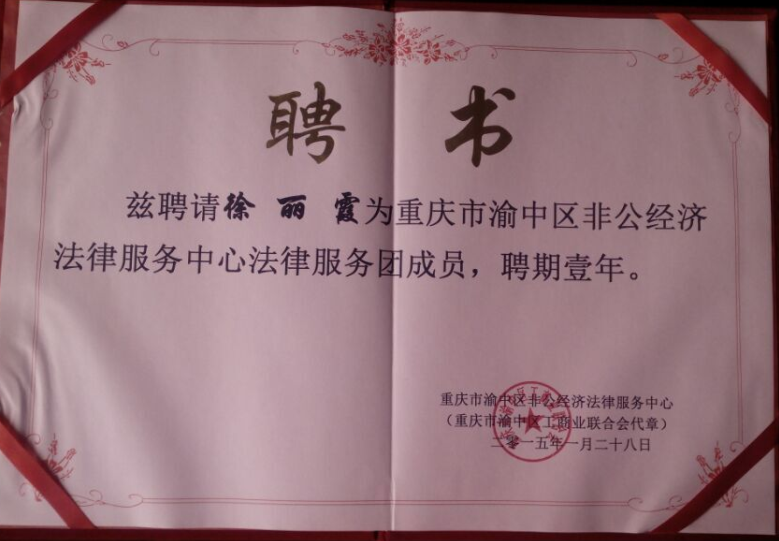 聘书
兹聘请徐丽霞为重庆市渝中区非公经济
法律服务中心法律服务团成员，聘期壹年。
重庆市渝中区非公经济法律服务中心
（重庆市渝中区工商业联合会代章）
二〇一五年一月二十八日